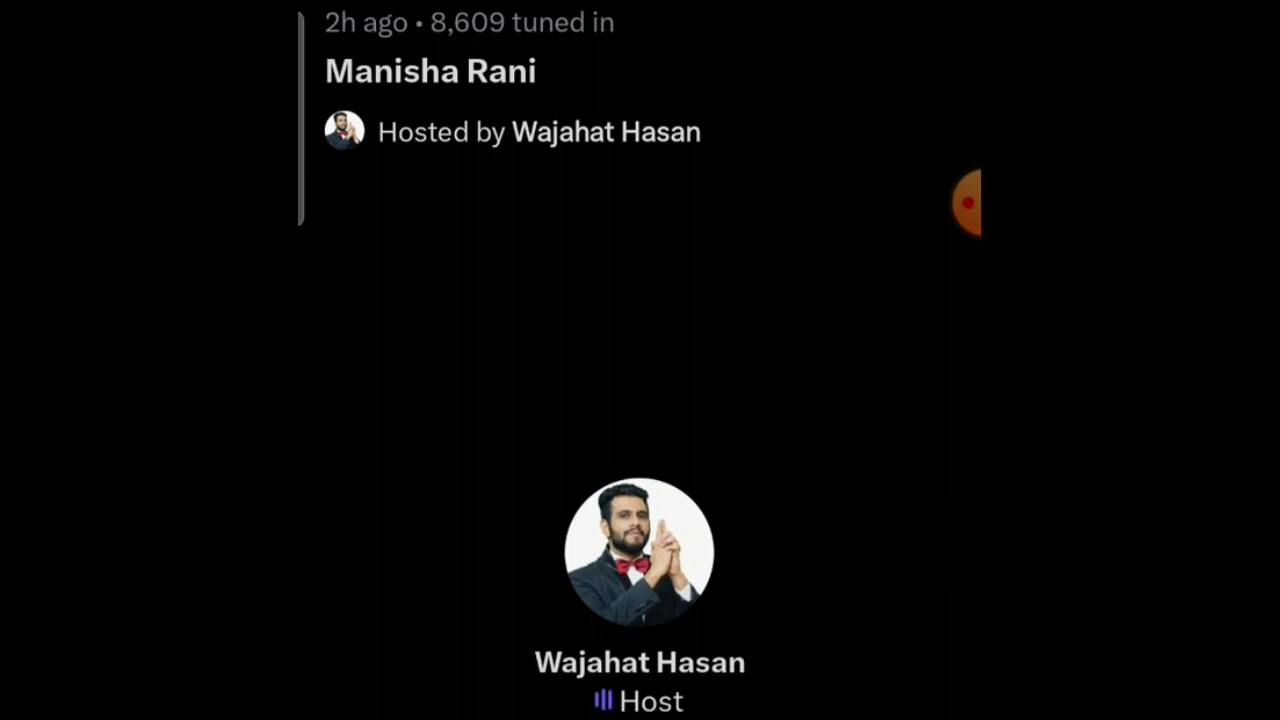 2h ago • 8,609 tuned in
Manisha Rani
Hosted by Wajahat Hasan
Wajahat Hasan
Host